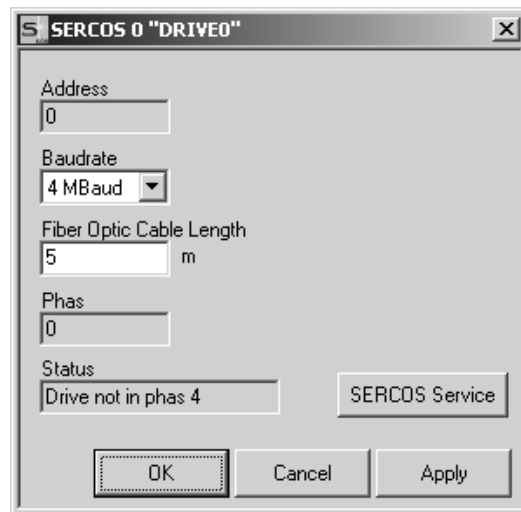 S SERCOS 0 "DRIVE0"
Address
0
Baudrate
4 MBaud
Fiber Optic Cable Length
5 m
Phas
0
Status
Drive not in phas 4
SERCOS Service
OK Cancel Apply